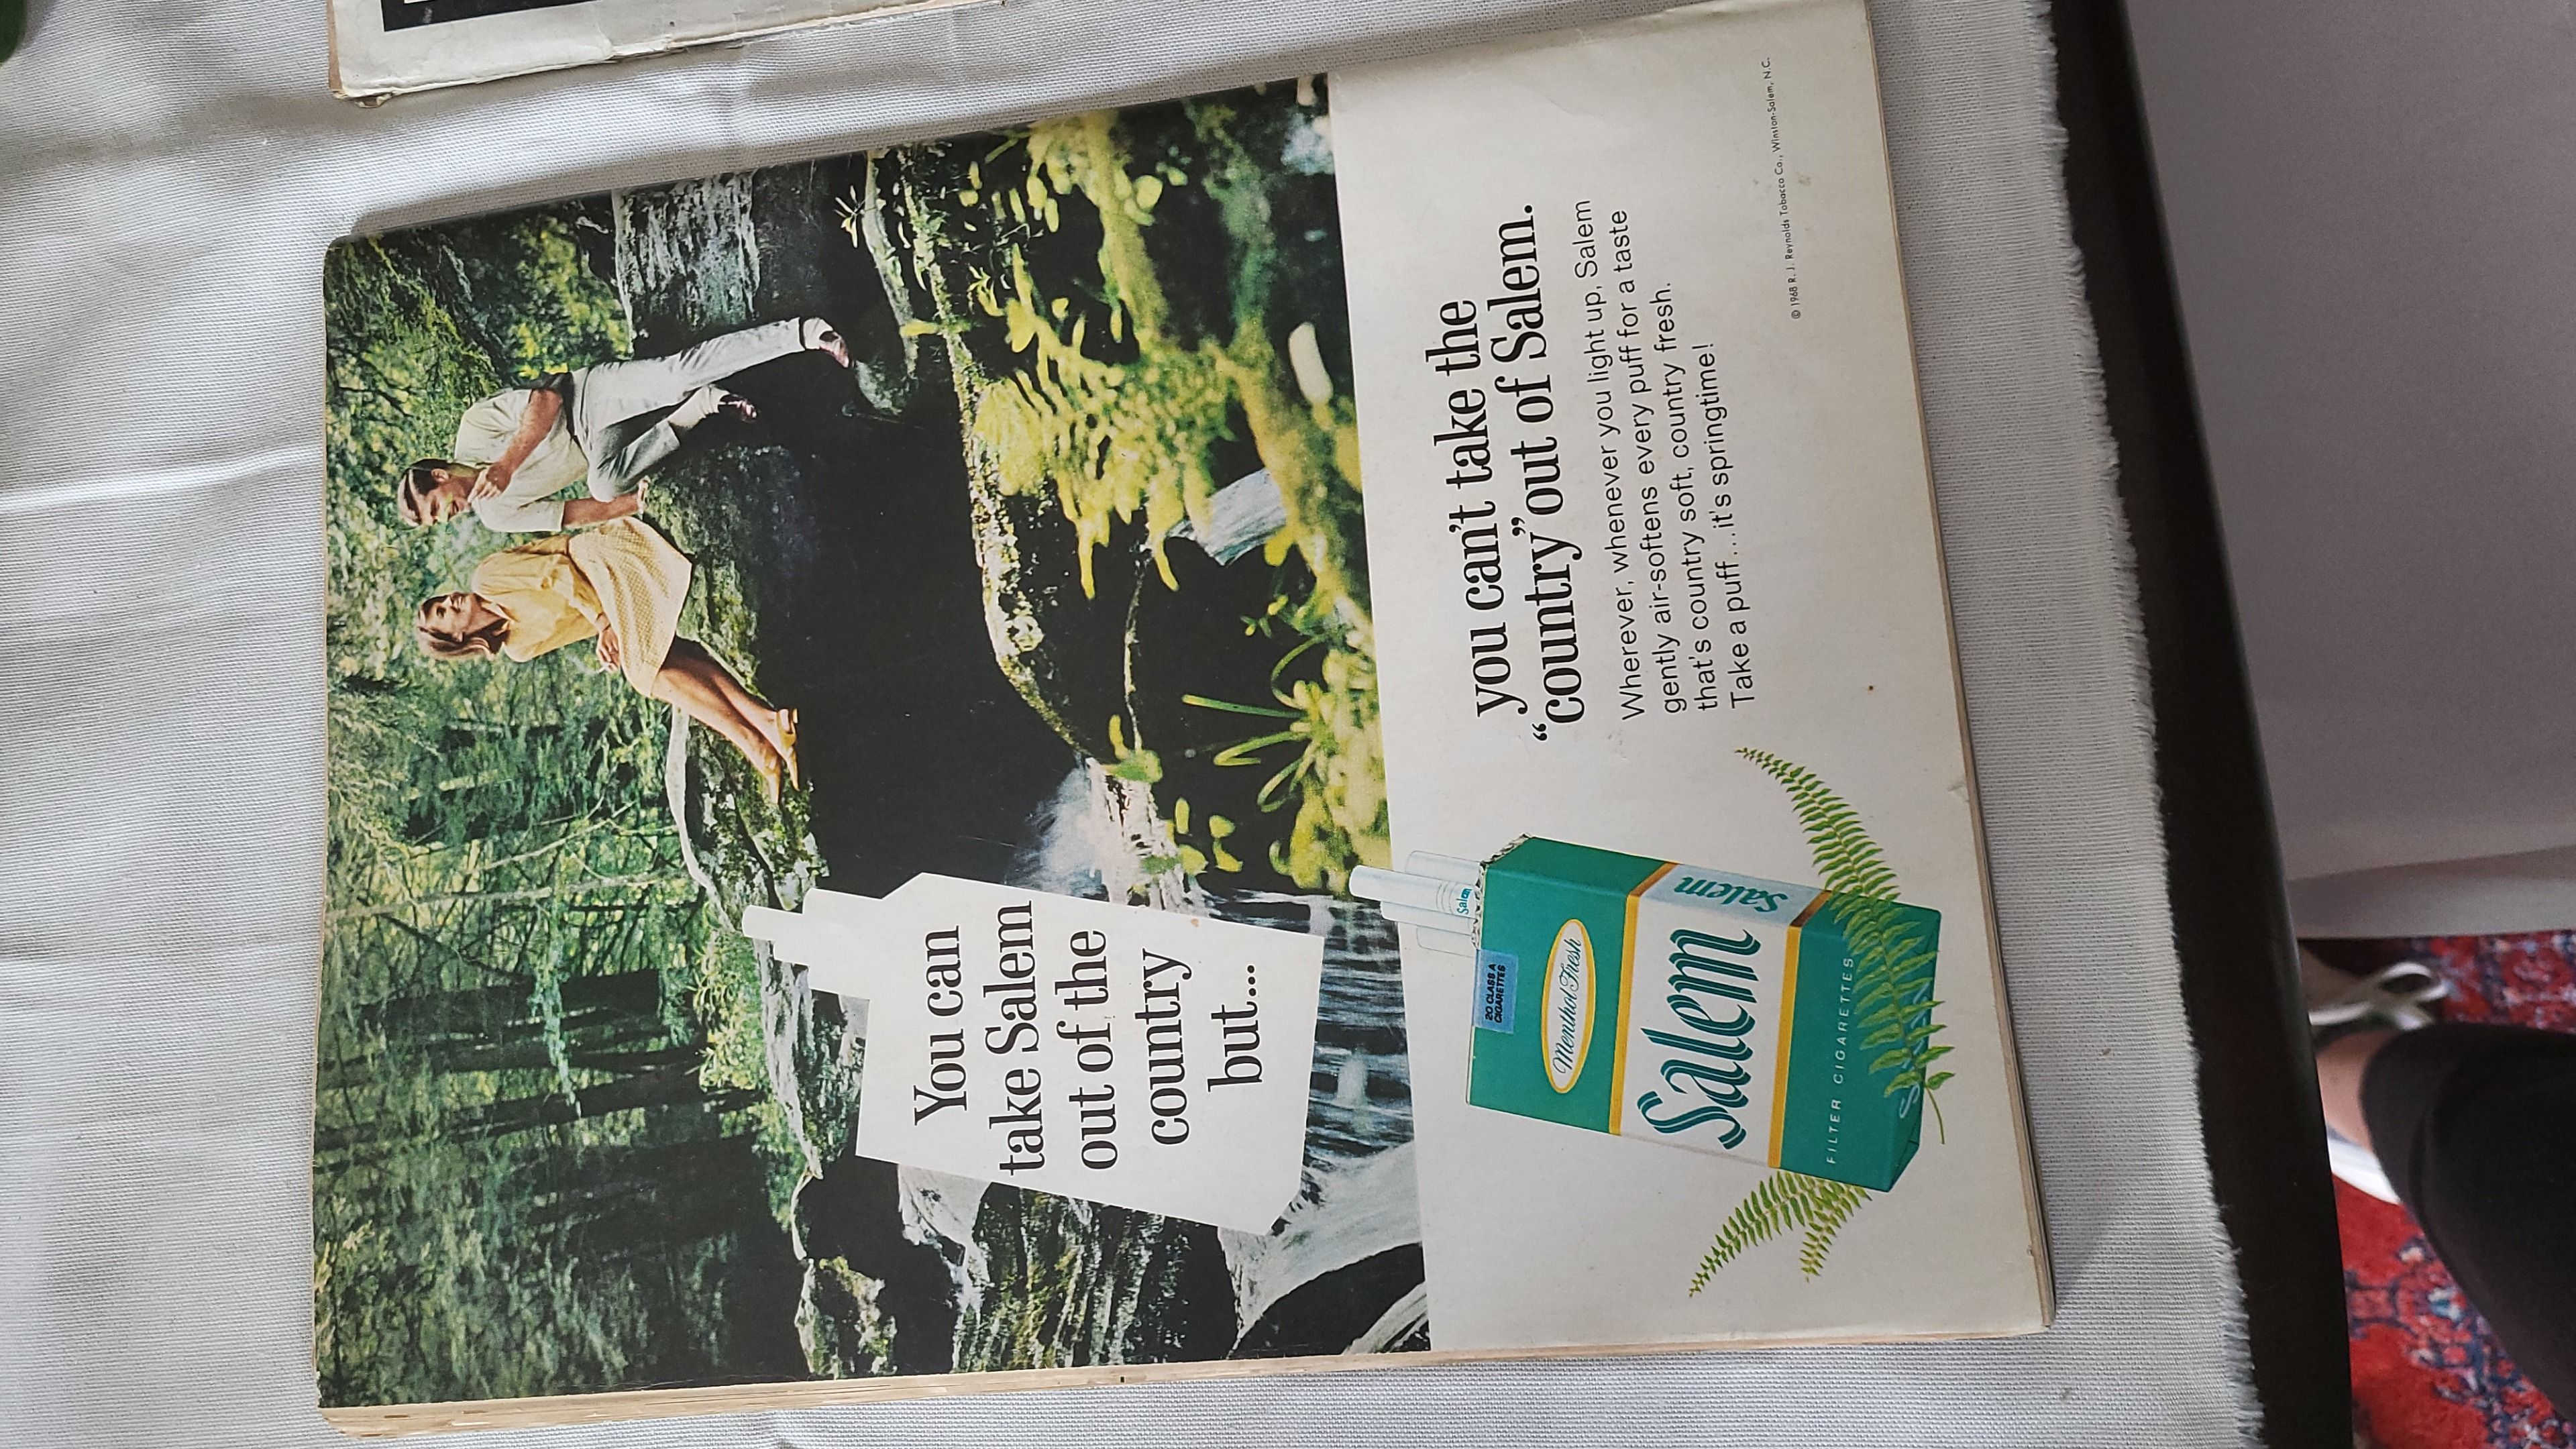 You can
take Salem
out of the
country
but...
you can't take the
“country” out of Salem.
Wherever, whenever you light up, Salem
gently air-softens every puff for a taste
that's country soft, country fresh.
Take a puff...it's springtime!
© 1968 R. J. Reynolds Tobacco Co., Winston-Salem, N.C.
Salem
20 CLASS A
CIGARETTES
Menthol Fresh
Salem
FILTER CIGARETTES
Salem
Salem